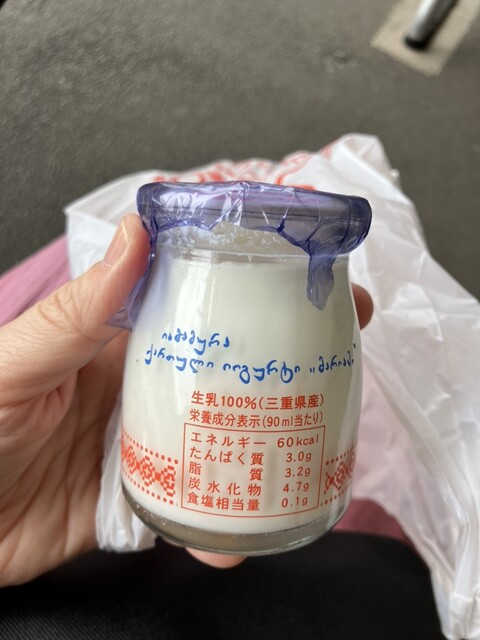 იამამურა
ქართული იოგურტი „მარიამი“
生乳100%(三重県産)
栄養成分表示(90ml当たり)
エネルギー 60kcal
たんぱく質 3.0g
脂質 3.2g
炭水化物 4.7g
食塩相当量 0.1g